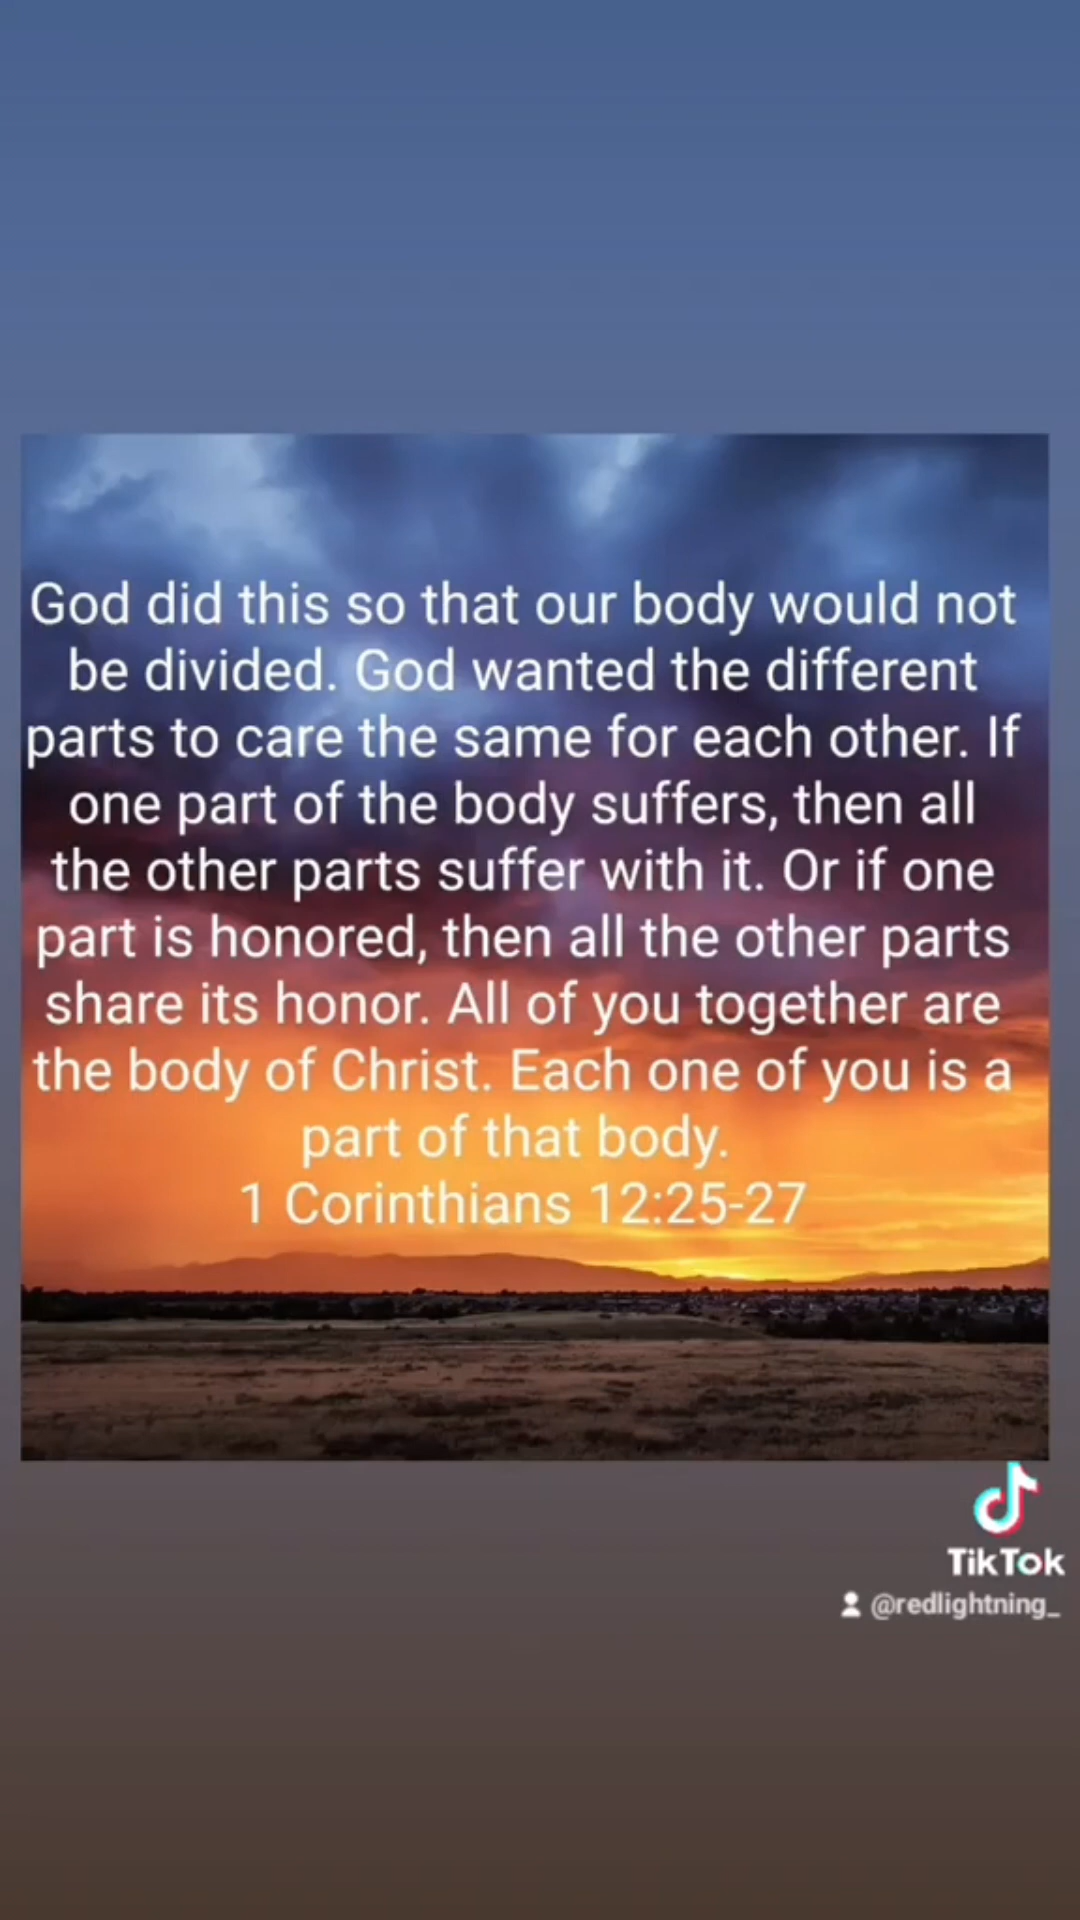 God did this so that our body would not
be divided. God wanted the different
parts to care the same for each other. If
one part of the body suffers, then all
the other parts suffer with it. Or if one
part is honored, then all the other parts
share its honor. All of you together are
the body of Christ. Each one of you is a
part of that body.
1 Corinthians 12:25-27
TikTok
@redlightning_